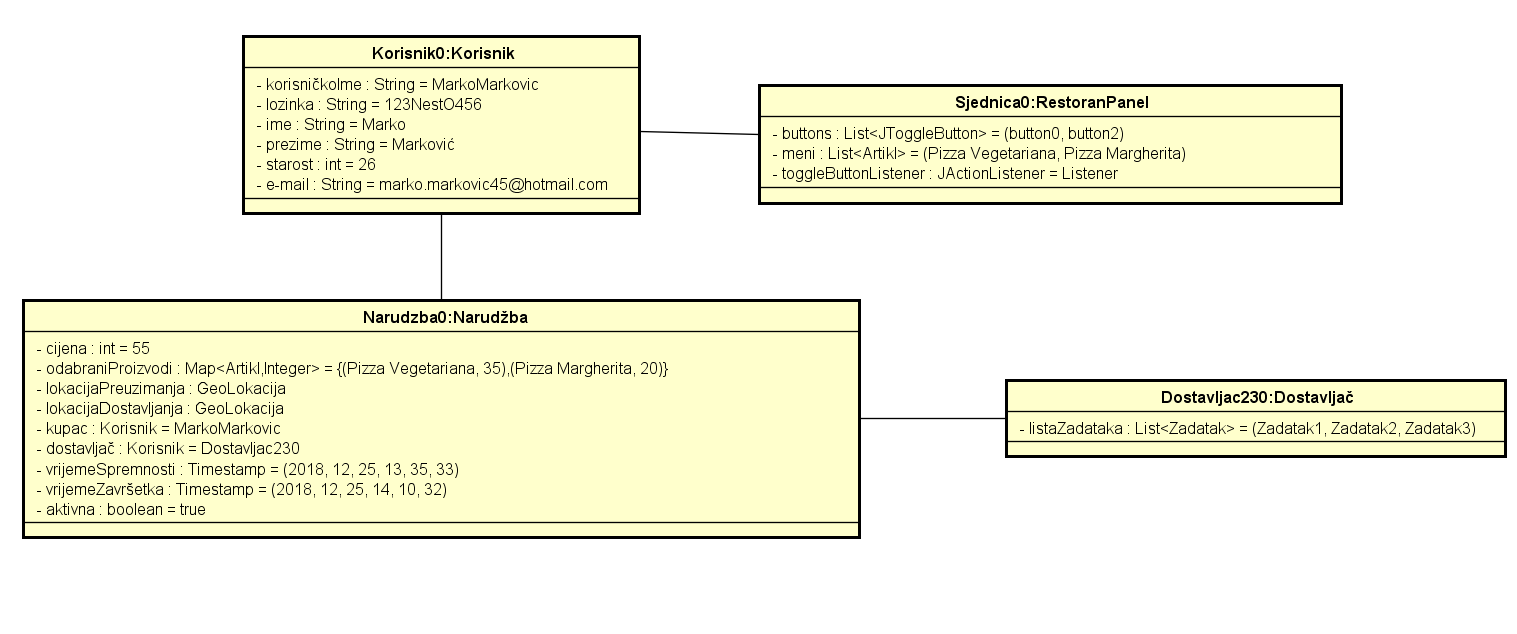 Korisnik0:Korisnik
- korisničkoIme : String = MarkoMarkovic
- lozinka : String = 123NestO456
- ime : String = Marko
- prezime : String = Marković
- starost : int = 26
- e-mail : String = marko.markovic45@hotmail.com
Sjednica0:RestoranPanel
- buttons : List<JToggleButton> = (button0, button2)
- meni : List<Artikl> = (Pizza Vegetariana, Pizza Margherita)
- toggleButtonListener : JActionListener = Listener
Narudzba0:Narudžba
- cijena : int = 55
- odabraniProizvodi : Map<Artikl,Integer> = {(Pizza Vegetariana, 35),(Pizza Margherita, 20)}
- lokacijaPreuzimanja : GeoLokacija
- lokacijaDostavljanja : GeoLokacija
- kupac : Korisnik = MarkoMarkovic
- dostavljač : Korisnik = Dostavljac230
- vrijemeSpremnosti : Timestamp = (2018, 12, 25, 13, 35, 33)
- vrijemeZavršetka : Timestamp = (2018, 12, 25, 14, 10, 32)
- aktivna : boolean = true
Dostavljac230:Dostavljač
- listaZadataka : List<Zadatak> = (Zadatak1, Zadatak2, Zadatak3)